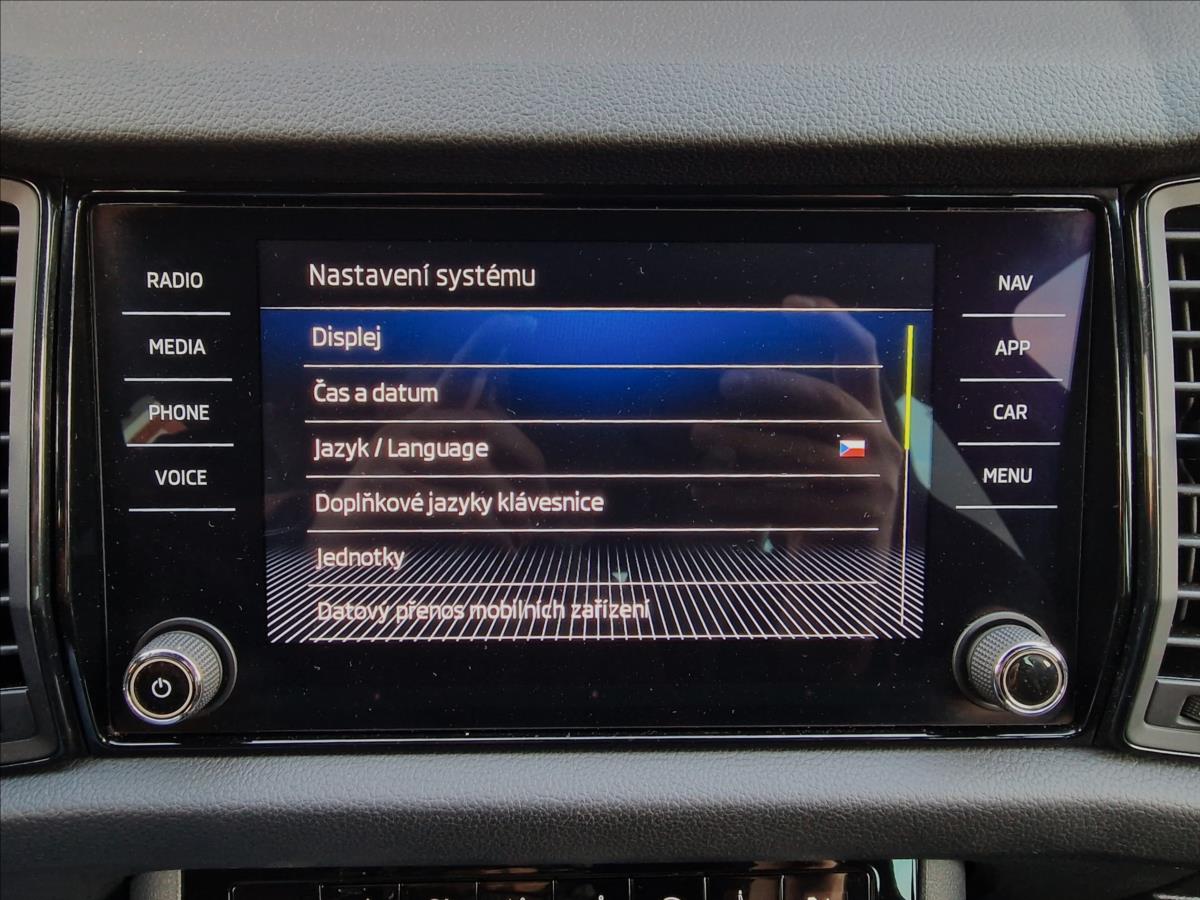 RADIO
MEDIA
PHONE
VOICE
Nastavení systému
Displej
Čas a datum
Jazyk / Language
Doplňkové jazyky klávesnice
Jednotky
Datový přenos mobilních zařízení
NAV
APP
CAR
MENU